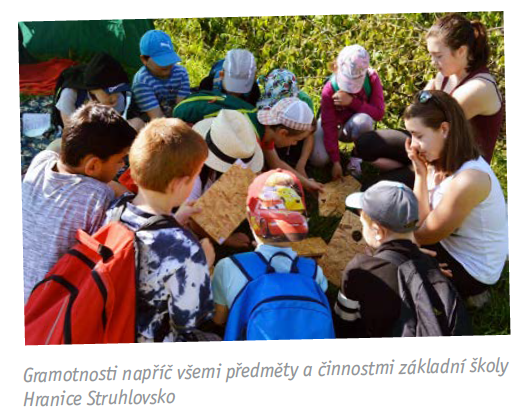 Gramotnosti napříč všemi předměty a činnostmi základní školy
Hranice Struhlovsko